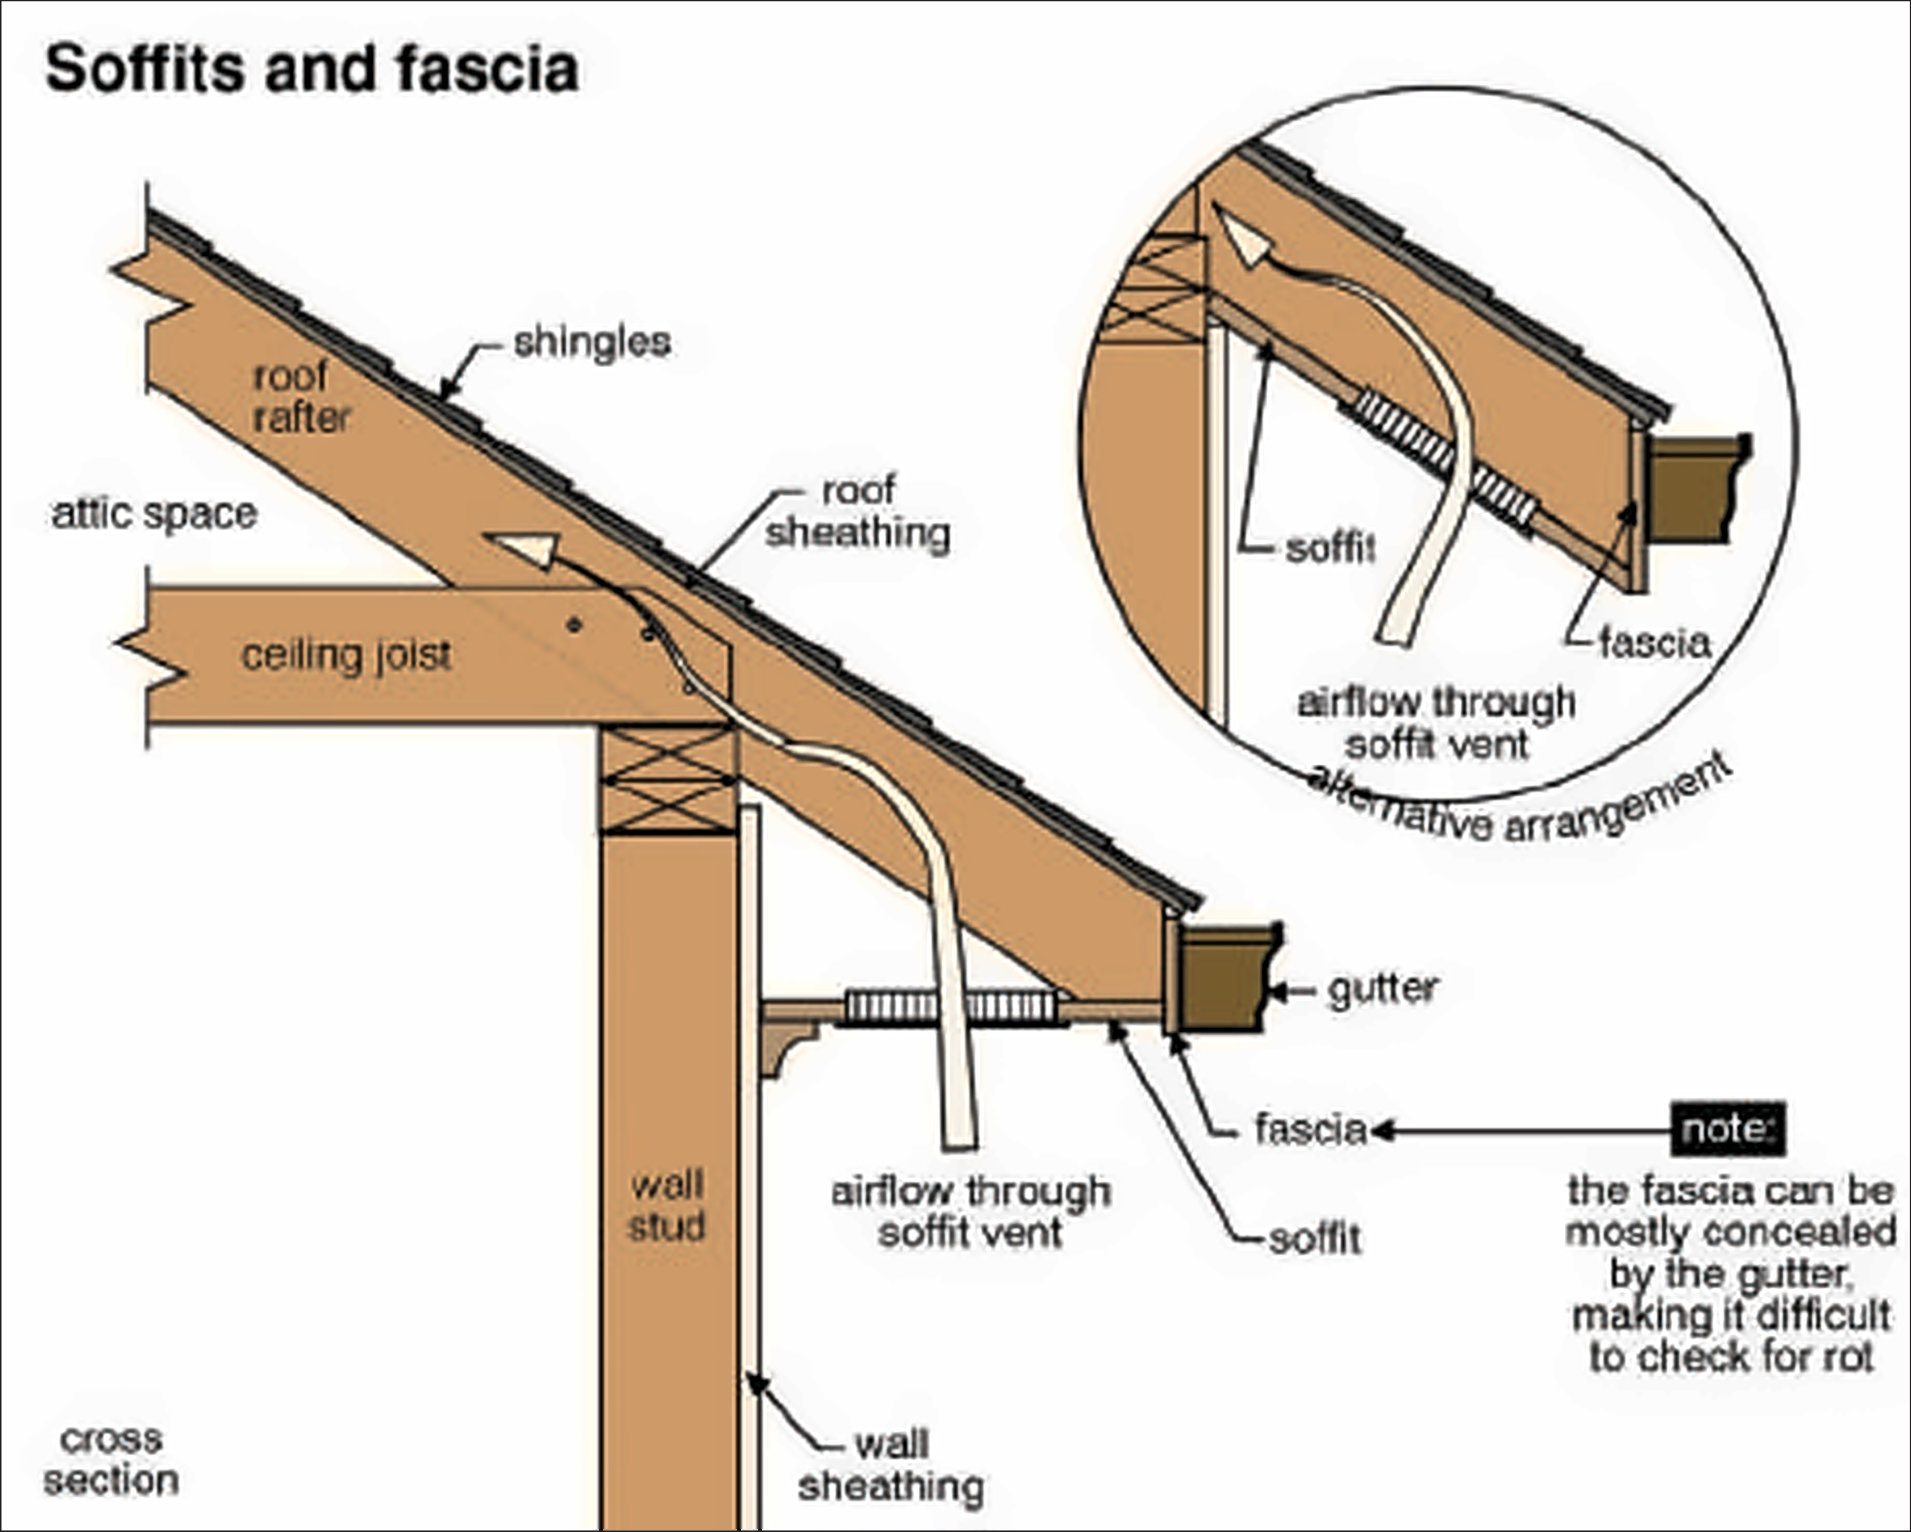 Soffits and fascia
shingles
roof
rafter
roof
sheathing
attic space
ceiling joist
soffit
fascia
airflow through
soffit vent
alternative arrangement
gutter
fascia
note:
the fascia can be
mostly concealed
by the gutter,
making it difficult
to check for rot
airflow through
soffit vent
soffit
wall
stud
wall
sheathing
cross
section